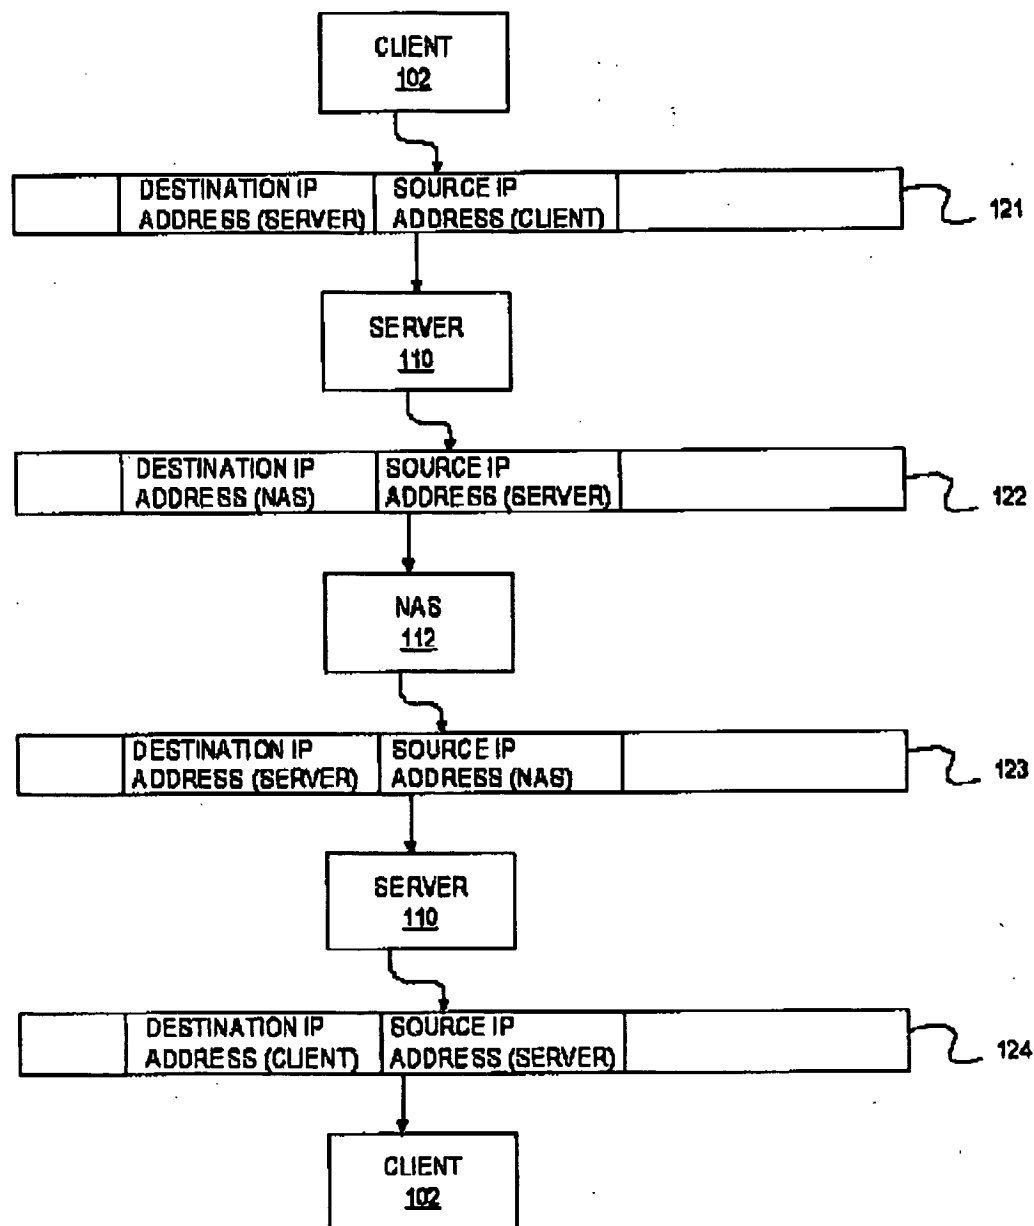 CLIENT
102
DESTINATION IP
ADDRESS (SERVER)
SOURCE IP
ADDRESS (CLIENT)
121
SERVER
110
DESTINATION IP
ADDRESS (NAS)
SOURCE IP
ADDRESS (SERVER)
122
NAS
112
DESTINATION IP
ADDRESS (SERVER)
SOURCE IP
ADDRESS (NAS)
123
SERVER
110
DESTINATION IP
ADDRESS (CLIENT)
SOURCE IP
ADDRESS (SERVER)
124
CLIENT
102